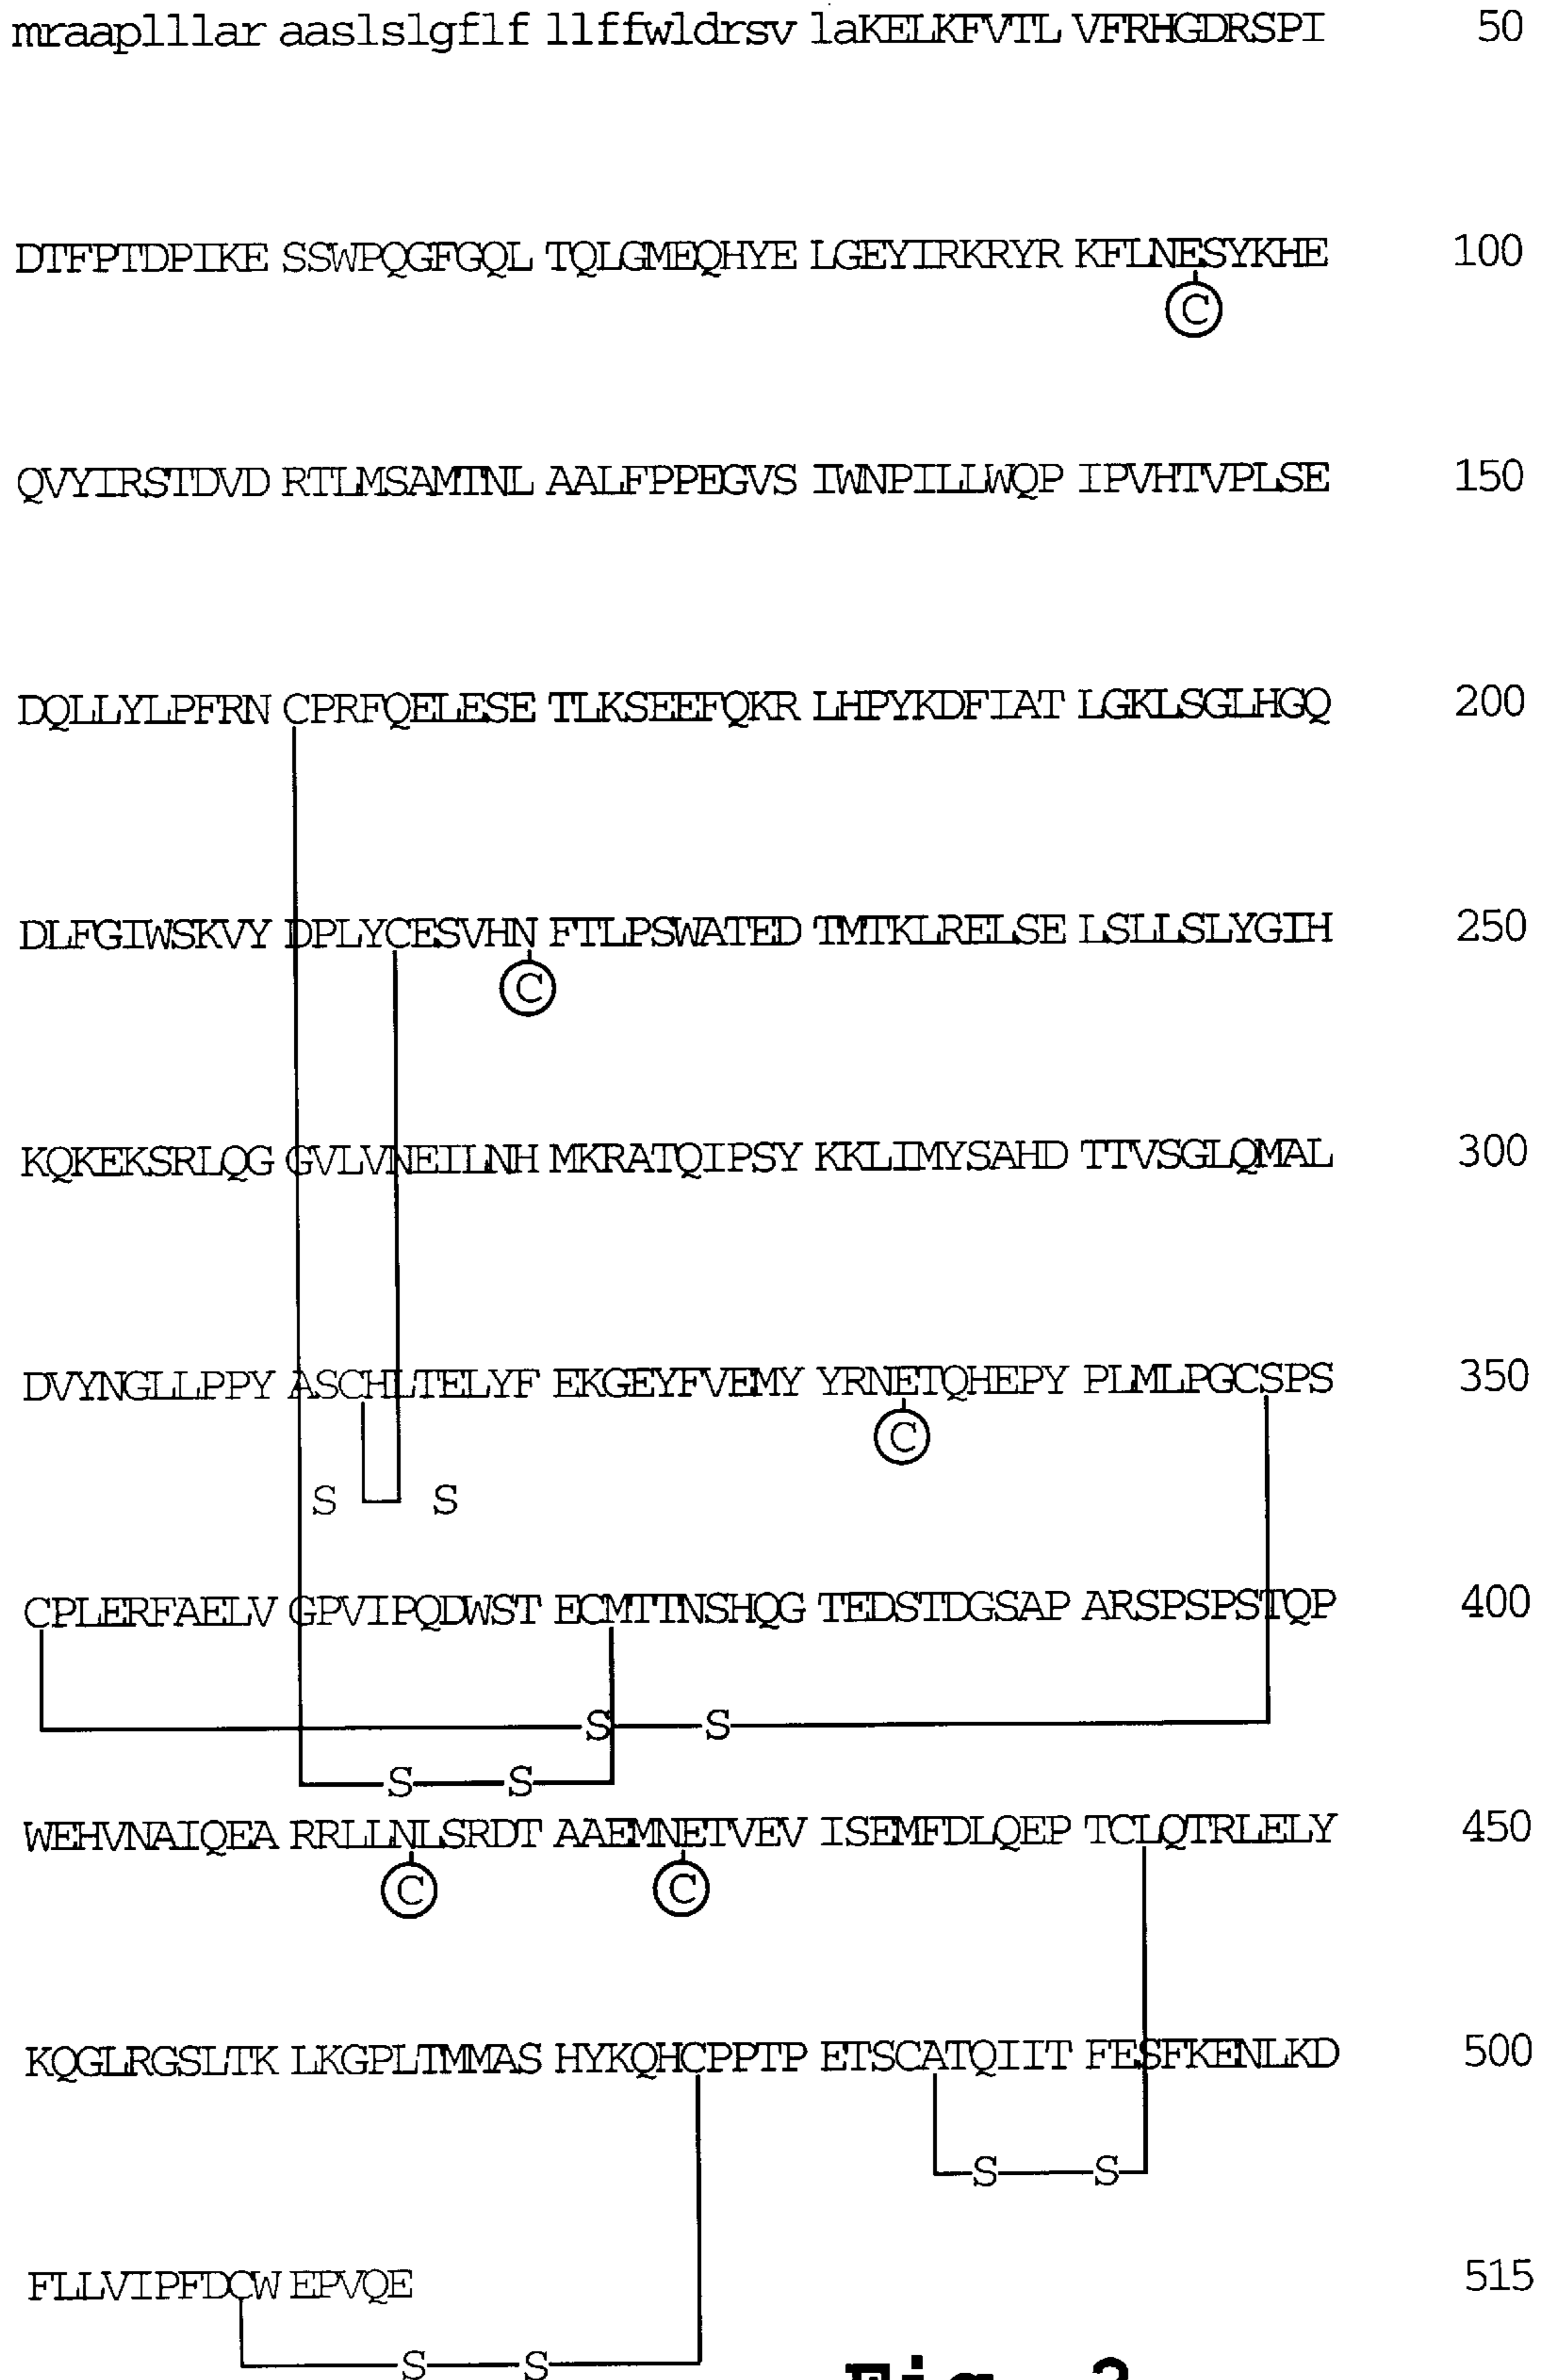 mraaplllar aaslslgflf llffwldrsv laKELKFVTL VFRHGDRSPI 50
DTFPTDPIKE SSWPQGFGQL TQLGMEQHYE LGEYIRKRYR KFLNESYKHE 100
C
QVYIRSTDVD RTLMSAMTNL AALFPPEGVS IWNPILLWQP IPVHTVPLSE 150
DQLLYLPFRN CPRFQELESE TLKSEEFQKR LHPYKDFIAT LGKLSGLHGQ 200
DLFGIWSKVY DPLYCESVHN FTLPSWATED TMTKLRELSE LSLLSLYGIH 250
C
KQKEKSRLQG GVLVNEILNH MKRATQIPSY KKLIMYSAHD TTVSGLQMAL 300
DVYNGLLPPY ASCHLTELYF EKGEYFVEMY YRNETQHEPY PLMLPGCSPS 350
C
S S
CPLERFAELV GPVIPQDWST ECMTTNSHQG TEDSTDGSAP ARSPSPSTQP 400
S S
S S
WEHVNAIQEA RRLLNLSRDT AAEMNETVEV ISEMFDLQEP TCLQTRLELY 450
C C
KQGLRGSLTK LKGPLTMMAS HYKQHCPPTP ETSCATQIIT FESFKENLKD 500
S S
FLLVIPFDCW EPVQE 515
S S
Fig. 3